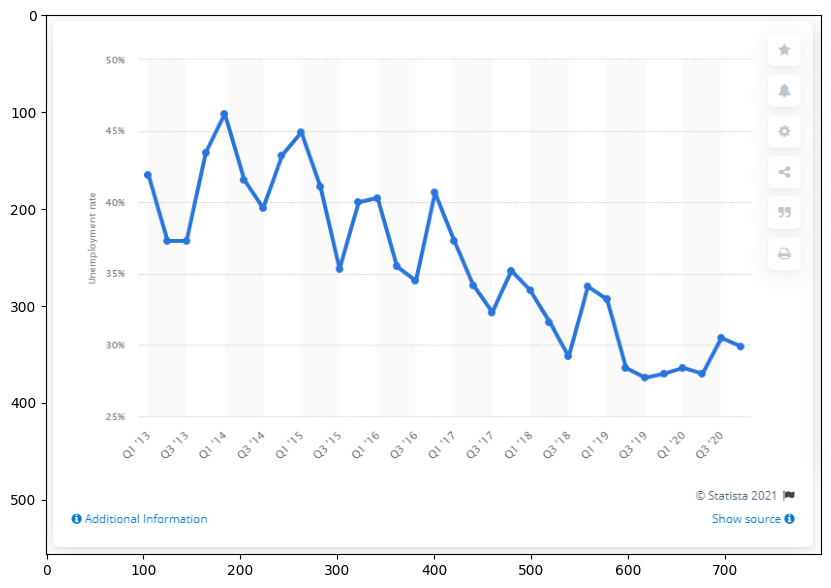 0
100
200
300
400
500
50%
45%
40%
35%
30%
25%
Unemployment rate
Q1 '13
Q3 '13
Q1 '14
Q3 '14
Q1 '15
Q3 '15
Q1 '16
Q3 '16
Q1 '17
Q3 '17
Q1 '18
Q3 '18
Q1 '19
Q3 '19
Q1 '20
Q3 '20
© Statista 2021
Additional Information
Show source
0
100
200
300
400
500
600
700